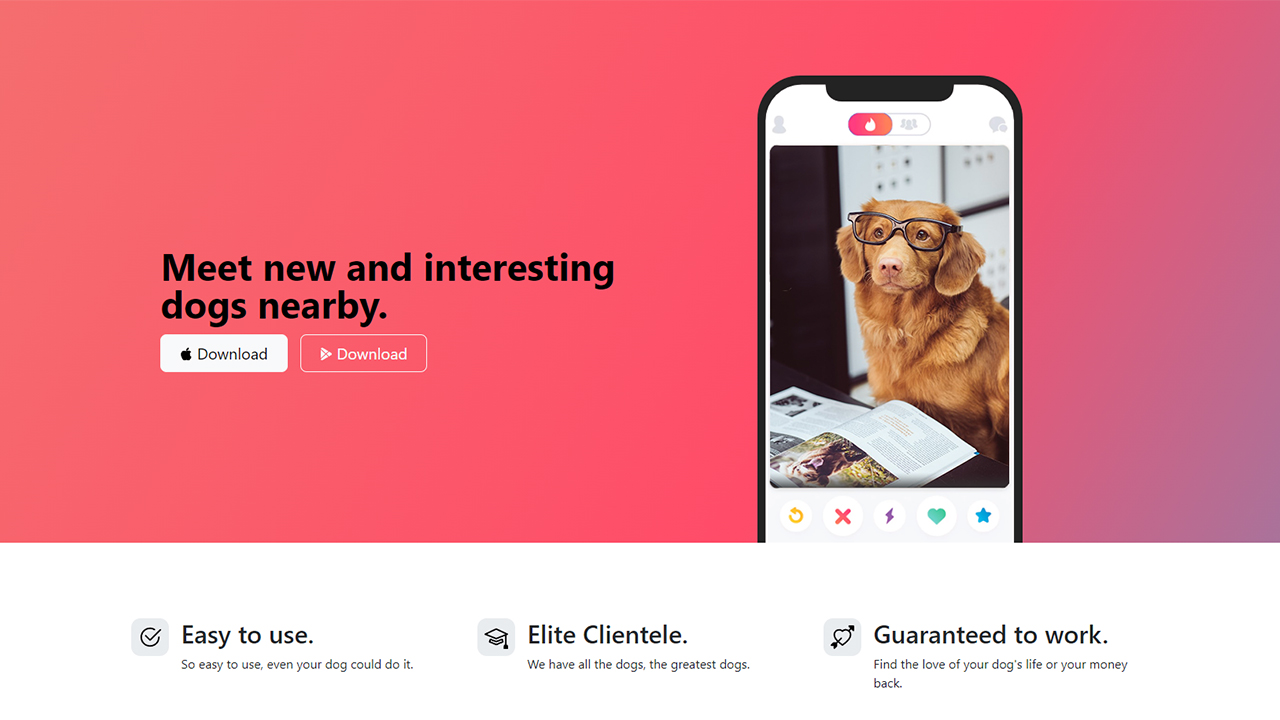 Meet new and interesting
dogs nearby.
Download
Download
Easy to use.
So easy to use, even your dog could do it.
Elite Clientele.
We have all the dogs, the greatest dogs.
Guaranteed to work.
Find the love of your dog's life or your money
back.